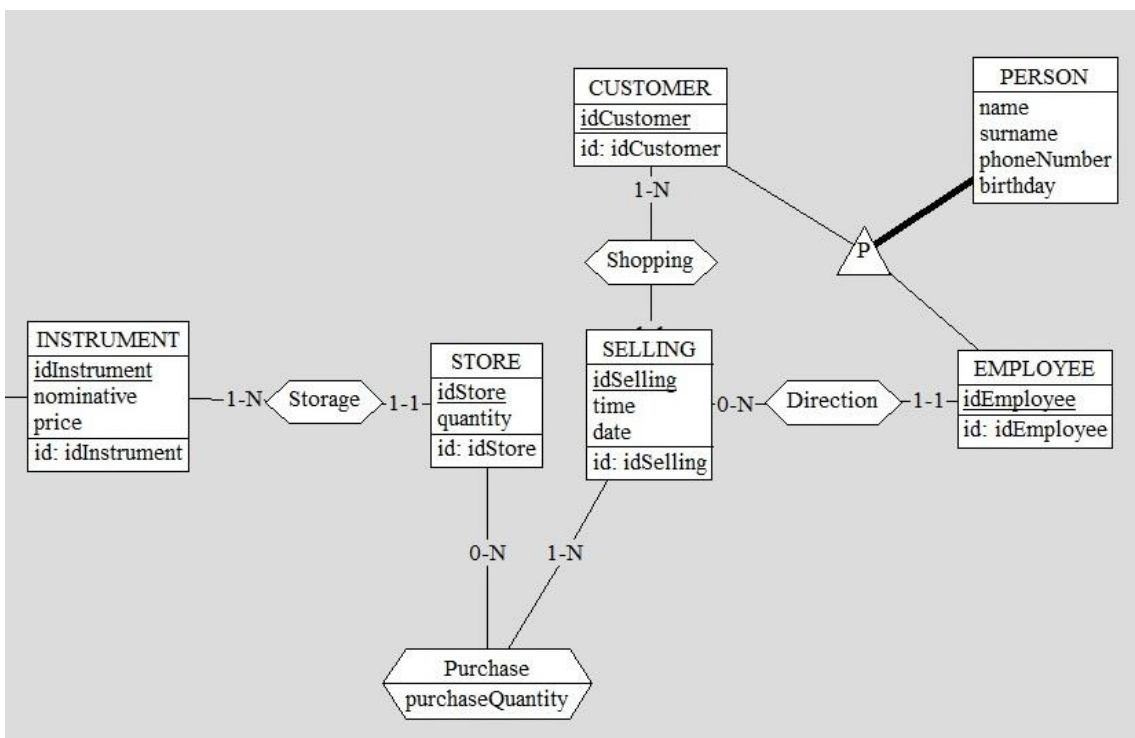 CUSTOMER
idCustomer
id: idCustomer
PERSON
name
surname
phoneNumber
birthday
P
1-N
Shopping
INSTRUMENT
idInstrument
nominative
price
id: idInstrument
1-N
Storage
1-1
STORE
idStore
quantity
id: idStore
SELLING
idSelling
time
date
id: idSelling
0-N
Direction
1-1
EMPLOYEE
idEmployee
id: idEmployee
0-N
1-N
Purchase
purchaseQuantity